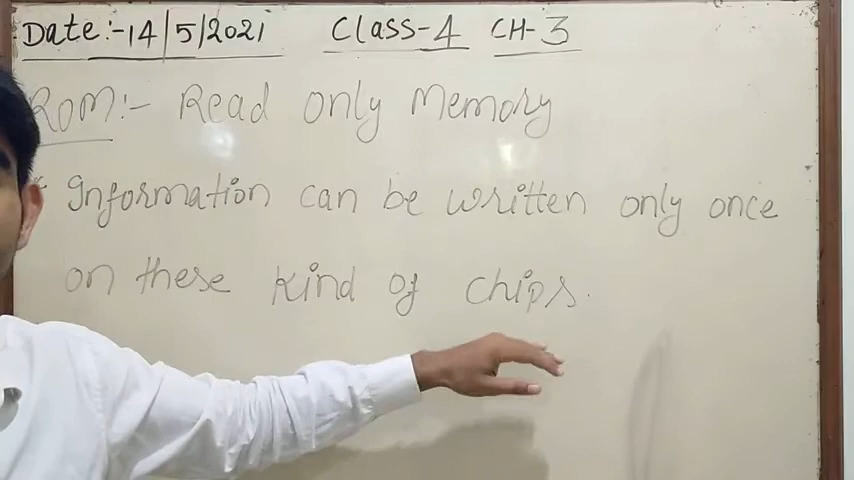 Date:-14/5/2021 Class-4 CH-3
ROM:- Read only Memory
* Information can be written only once
on these kind of chips.